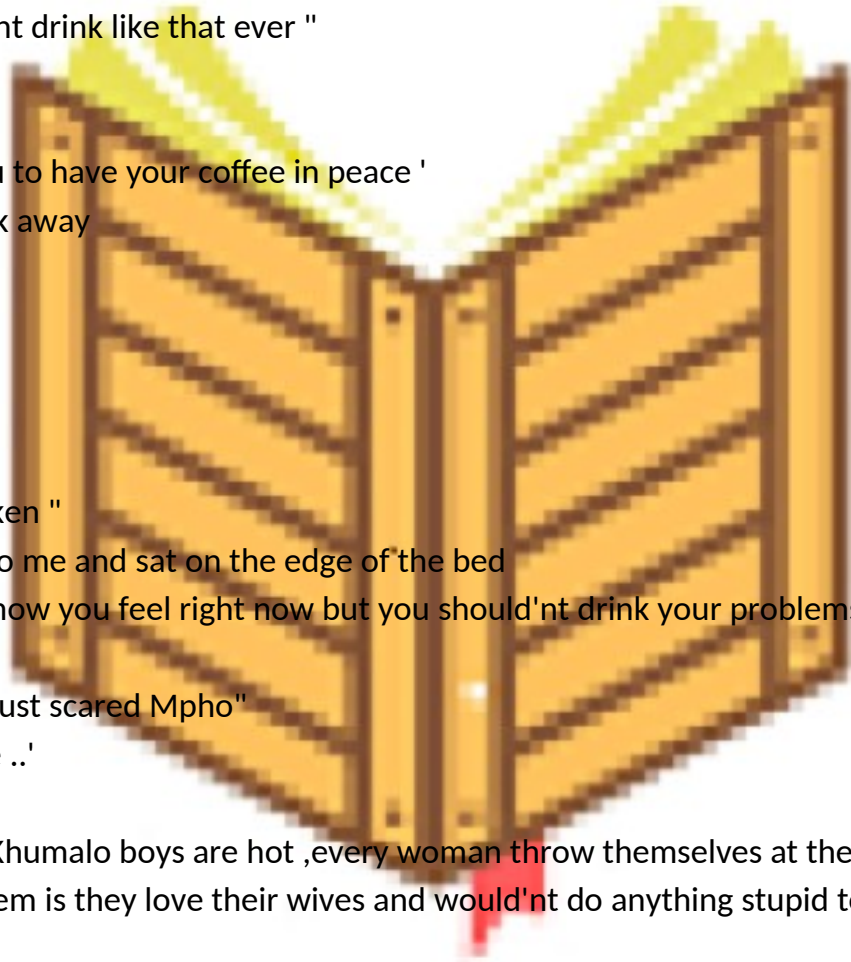 nt drink like that ever "
to have your coffee in peace '
away
ken "
o me and sat on the edge of the bed
how you feel right now but you should'nt drink your problems
ust scared Mpho"
..'
Khumalo boys are hot ,every woman throw themselves at the
em is they love their wives and would'nt do anything stupid to